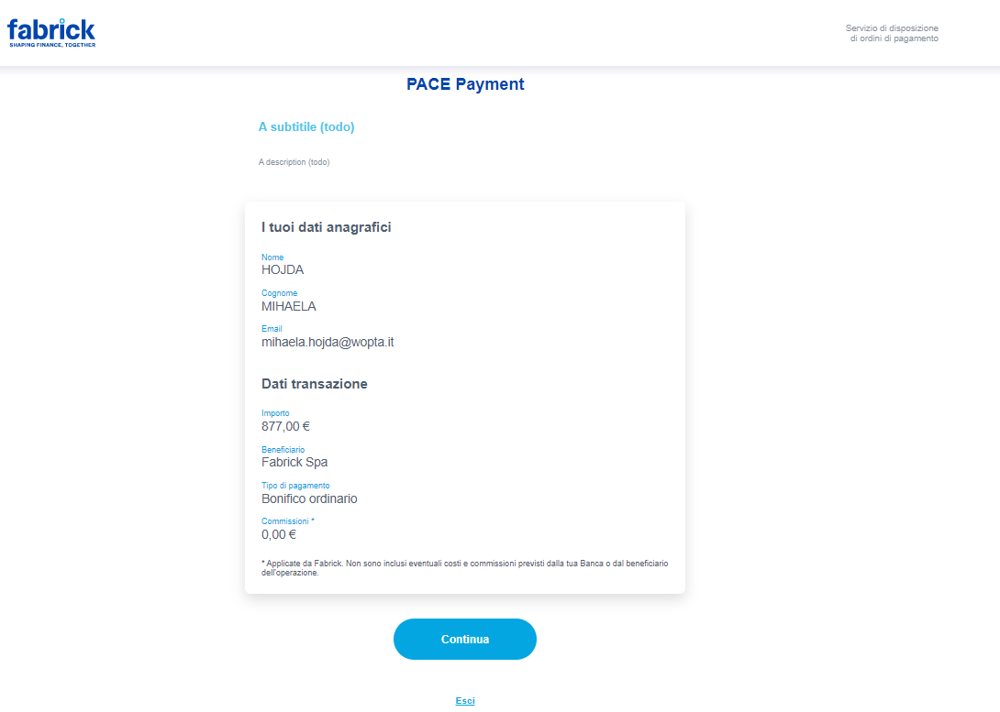 fabrick
SHAPING FINANCE, TOGETHER
Servizio di disposizione
di ordini di pagamento
PACE Payment
A subtitile (todo)
A description (todo)
I tuoi dati anagrafici
Nome
HOJDA
Cognome
MIHAELA
Email
mihaela.hojda@wopta.it
Dati transazione
Importo
877,00 €
Beneficiario
Fabrick Spa
Tipo di pagamento
Bonifico ordinario
Commissioni *
0,00 €
* Applicate da Fabrick. Non sono inclusi eventuali costi e commissioni previsti dalla tua Banca o dal beneficiario
dell'operazione.
Continua
Esci